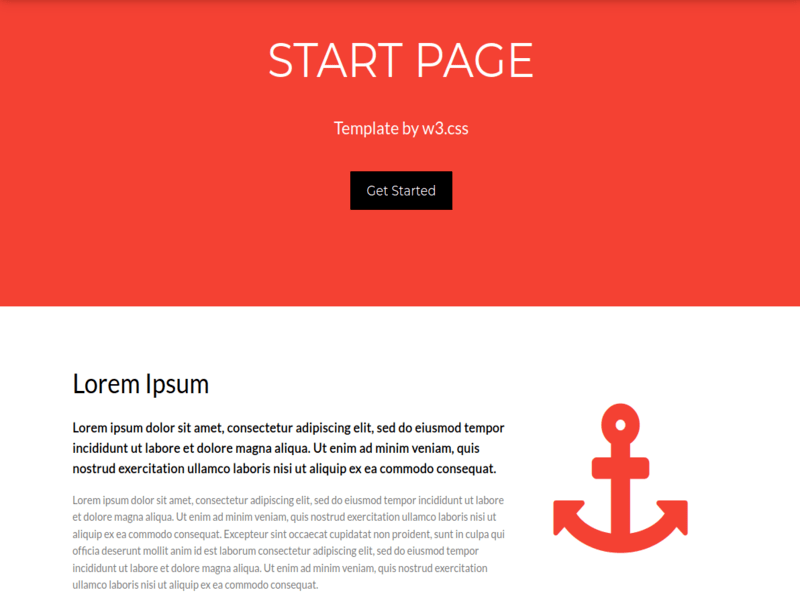 START PAGE
Template by w3.css
Get Started
Lorem Ipsum
Lorem ipsum dolor sit amet, consectetur adipiscing elit, sed do eiusmod tempor
incididunt ut labore et dolore magna aliqua. Ut enim ad minim veniam, quis
nostrud exercitation ullamco laboris nisi ut aliquip ex ea commodo consequat.
Lorem ipsum dolor sit amet, consectetur adipiscing elit, sed do eiusmod tempor incididunt ut labore
et dolore magna aliqua. Ut enim ad minim veniam, quis nostrud exercitation ullamco laboris nisi ut
aliquip ex ea commodo consequat. Excepteur sint occaecat cupidatat non proident, sunt in culpa qui
officia deserunt mollit anim id est laborum consectetur adipiscing elit, sed do eiusmod tempor
incididunt ut labore et dolore magna aliqua. Ut enim ad minim veniam, quis nostrud exercitation
ullamco laboris nisi ut aliquip ex ea commodo consequat.